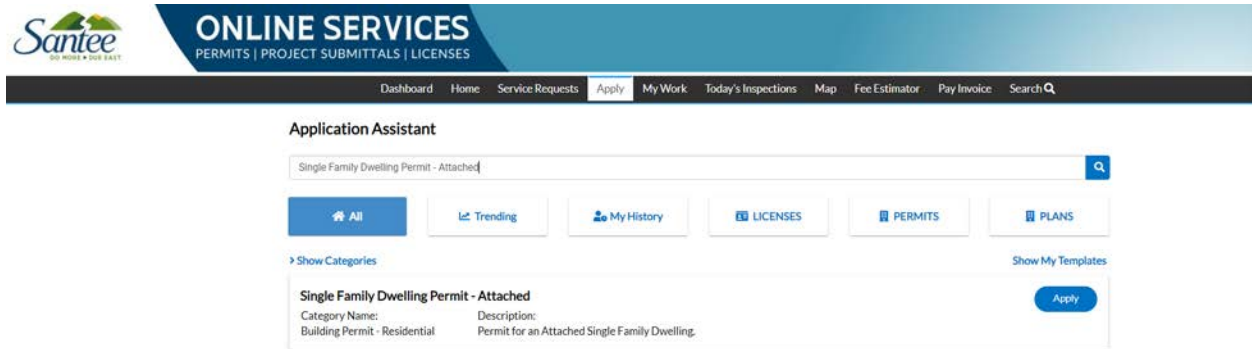 Santee
DO MORE • OUR EAST
ONLINE SERVICES
PERMITS | PROJECT SUBMITTALS | LICENSES
Dashboard Home Service Requests Apply My Work Today's Inspections Map Fee Estimator Pay Invoice Search
Application Assistant
Single Family Dwelling Permit - Attached
All Trending My History LICENSES PERMITS PLANS
> Show Categories Show My Templates
Single Family Dwelling Permit - Attached Apply
Category Name: Description:
Building Permit - Residential Permit for an Attached Single Family Dwelling.